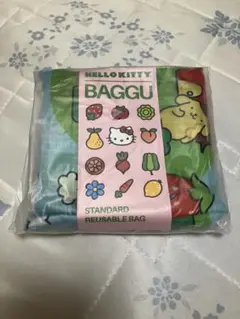 HELLO KITTY
BAGGU
STANDARD
REUSABLE BAG